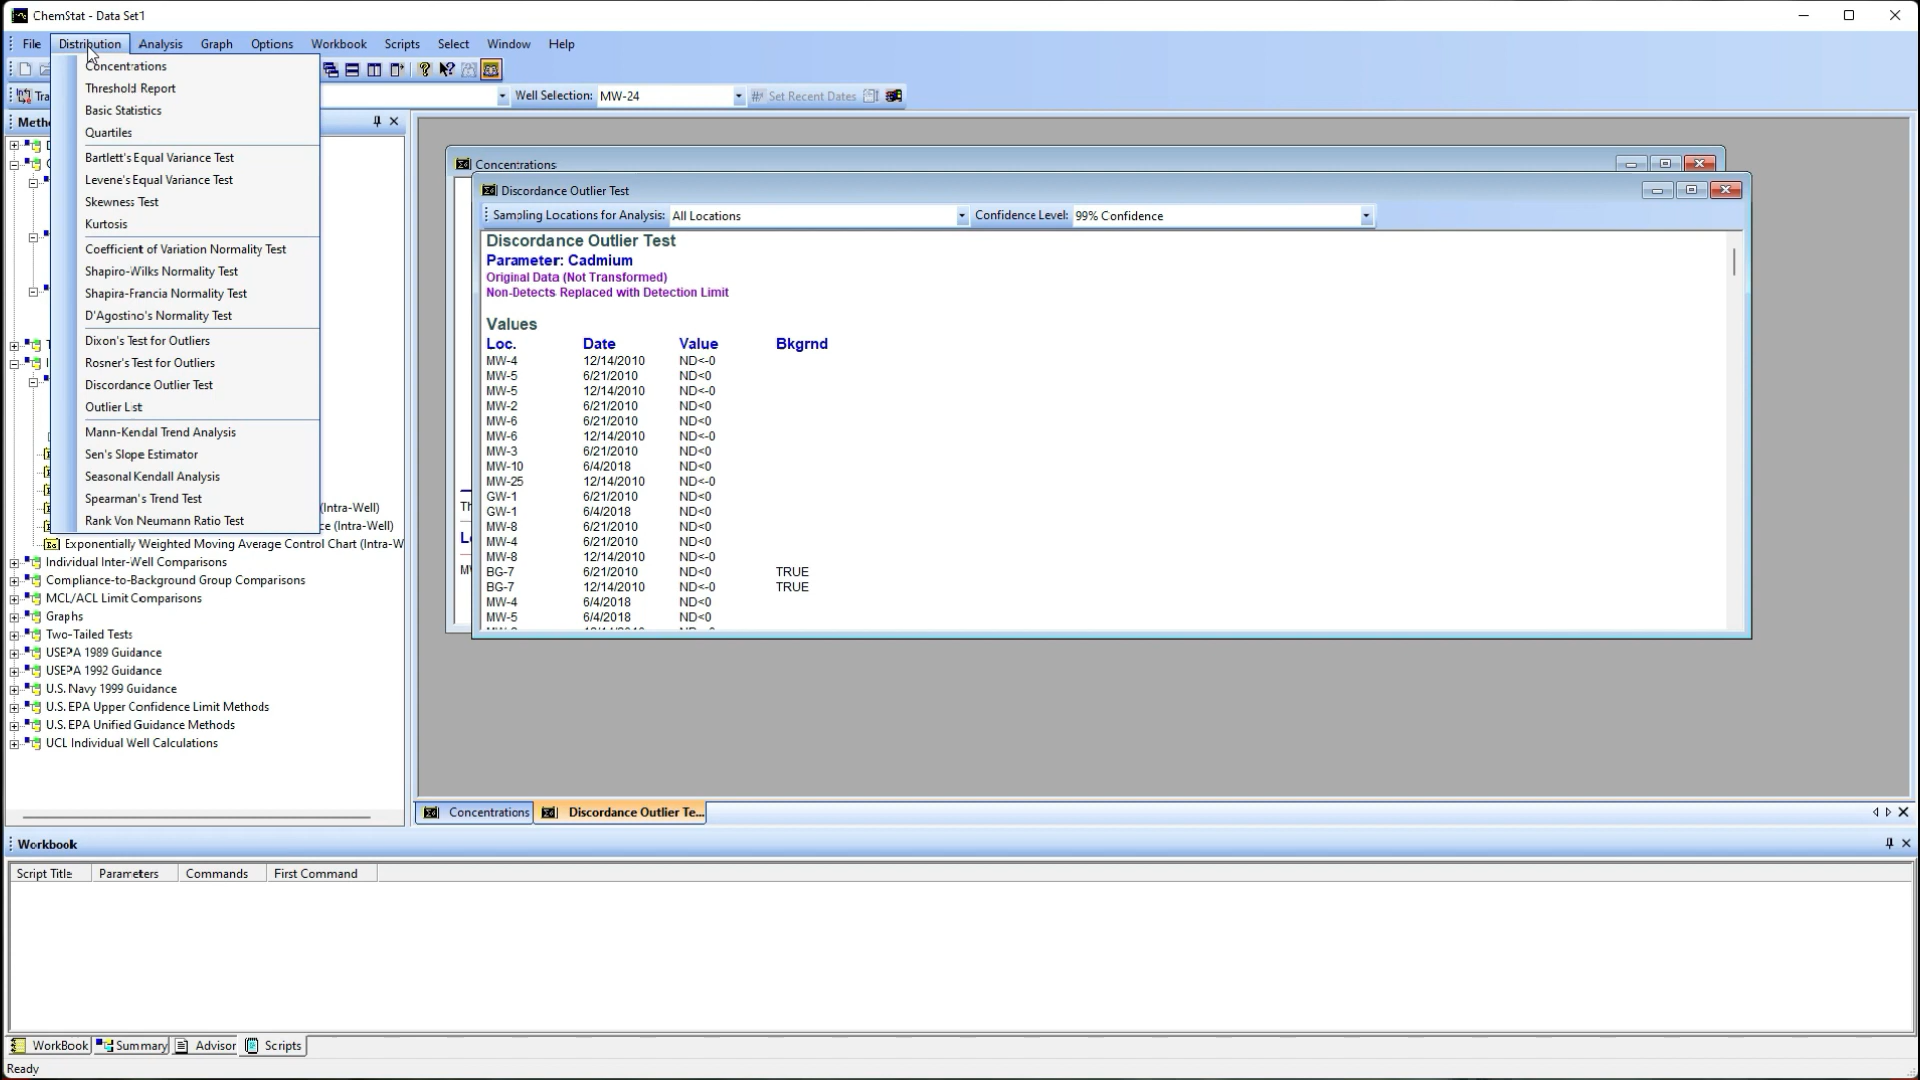 ChemStat - Data Set1
File Distribution Analysis Graph Options Workbook Scripts Select Window Help
Concentrations
Threshold Report
Basic Statistics
Quartiles
Bartlett's Equal Variance Test
Levene's Equal Variance Test
Skewness Test
Kurtosis
Coefficient of Variation Normality Test
Shapiro-Wilks Normality Test
Shapira-Francia Normality Test
D'Agostino's Normality Test
Dixon's Test for Outliers
Rosner's Test for Outliers
Discordance Outlier Test
Outlier List
Mann-Kendal Trend Analysis
Sen's Slope Estimator
Seasonal Kendall Analysis
Spearman's Trend Test
Rank Von Neumann Ratio Test
Tra
Well Selection: MW-24 Set Recent Dates
Meth
(Intra-Well)
ce (Intra-Well)
Exponentially Weighted Moving Average Control Chart (Intra-W
Individual Inter-Well Comparisons
Compliance-to-Background Group Comparisons
MCL/ACL Limit Comparisons
Graphs
Two-Tailed Tests
USEPA 1989 Guidance
USEPA 1992 Guidance
U.S. Navy 1999 Guidance
U.S. EPA Upper Confidence Limit Methods
U.S. EPA Unified Guidance Methods
UCL Individual Well Calculations
Concentrations
Th
Lo
MW
Discordance Outlier Test
Sampling Locations for Analysis: All Locations Confidence Level: 99% Confidence
Discordance Outlier Test
Parameter: Cadmium
Original Data (Not Transformed)
Non-Detects Replaced with Detection Limit
Values
Loc. Date Value Bkgrnd
MW-4 12/14/2010 ND<-0
MW-5 6/21/2010 ND<0
MW-5 12/14/2010 ND<-0
MW-2 6/21/2010 ND<0
MW-6 6/21/2010 ND<0
MW-6 12/14/2010 ND<-0
MW-3 6/21/2010 ND<0
MW-10 6/4/2018 ND<0
MW-25 12/14/2010 ND<-0
GW-1 6/21/2010 ND<0
GW-1 6/4/2018 ND<0
MW-8 6/21/2010 ND<0
MW-4 6/21/2010 ND<0
MW-8 12/14/2010 ND<-0
BG-7 6/21/2010 ND<0 TRUE
BG-7 12/14/2010 ND<-0 TRUE
MW-4 6/4/2018 ND<0
MW-5 6/4/2018 ND<0
Concentrations Discordance Outlier Te...
Workbook
Script Title Parameters Commands First Command
WorkBook Summary Advisor Scripts
Ready